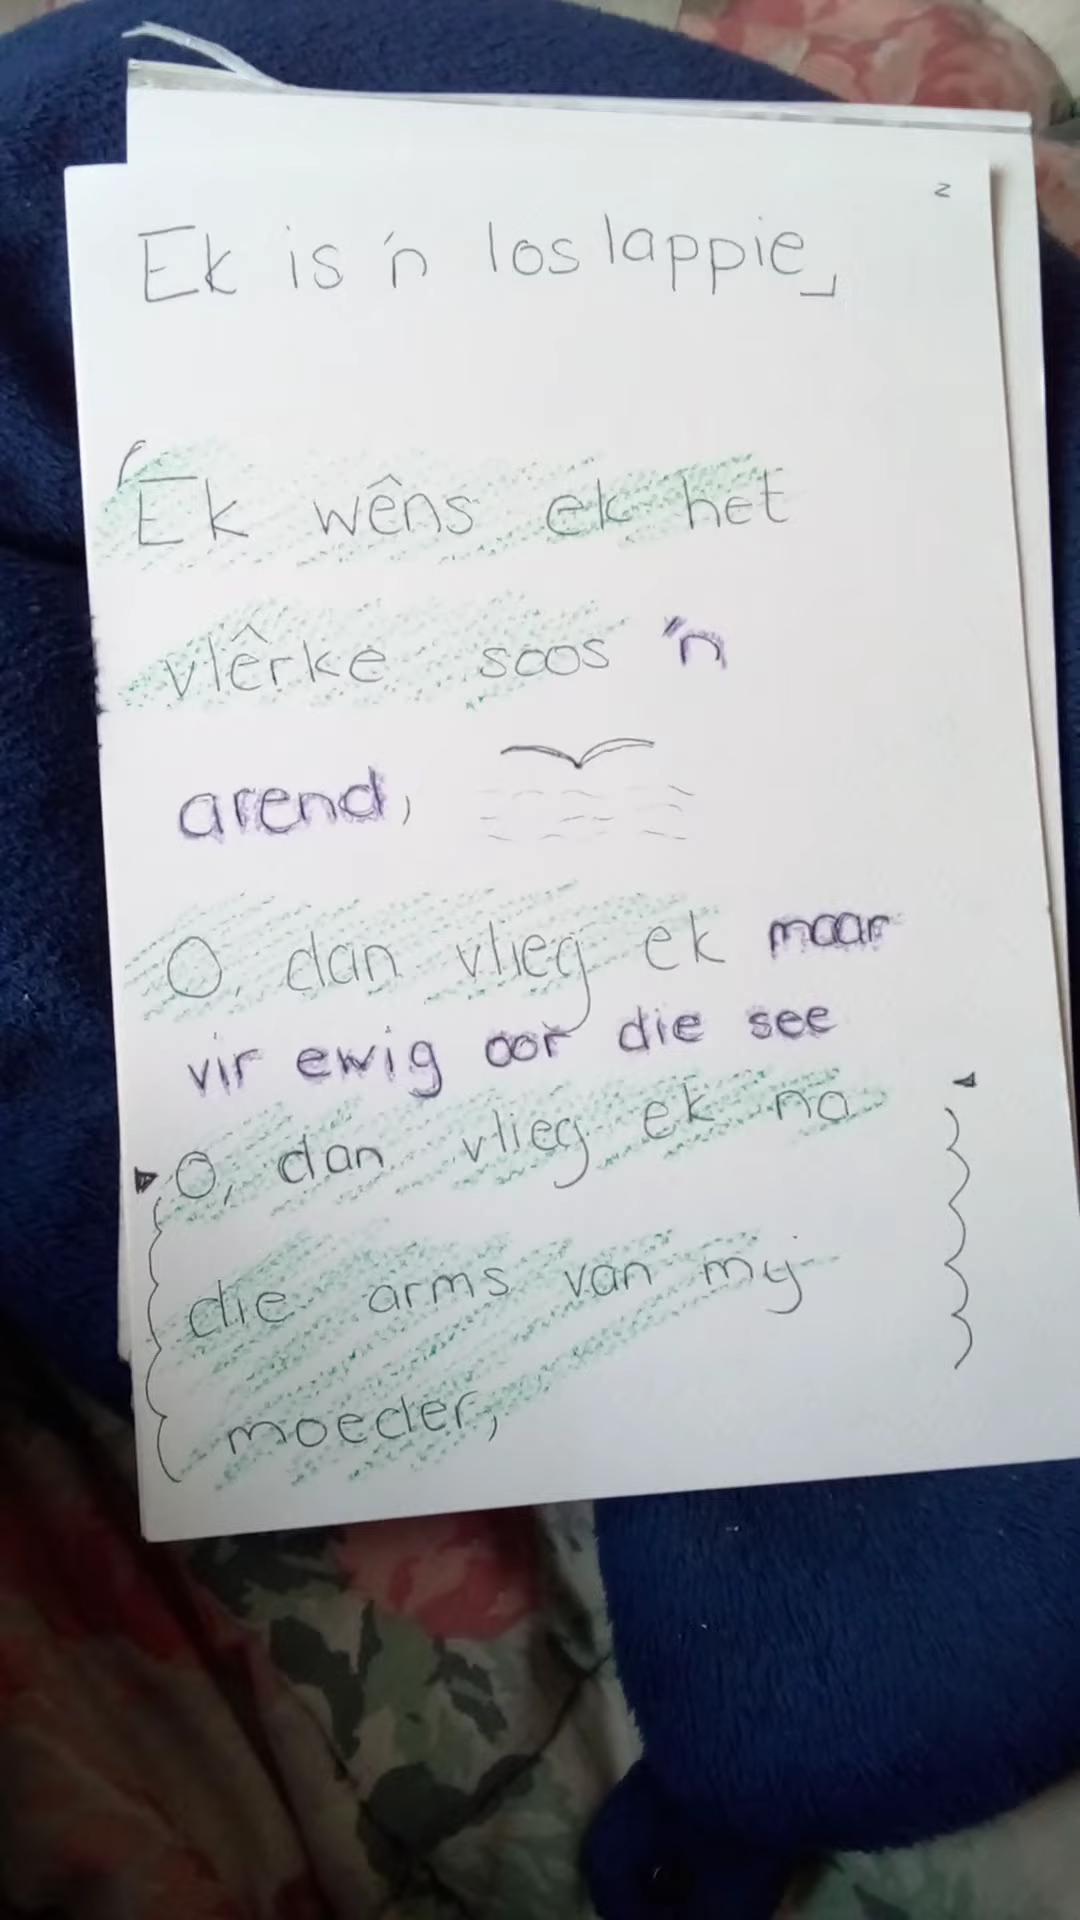 2
Ek is 'n los lappie
Ek wêns ek het
vlêrke soos 'n
arend,
O, dan vlieg ek maar
vir ewig oor die see
O, dan vlieg ek na
die arms van my
moeder,